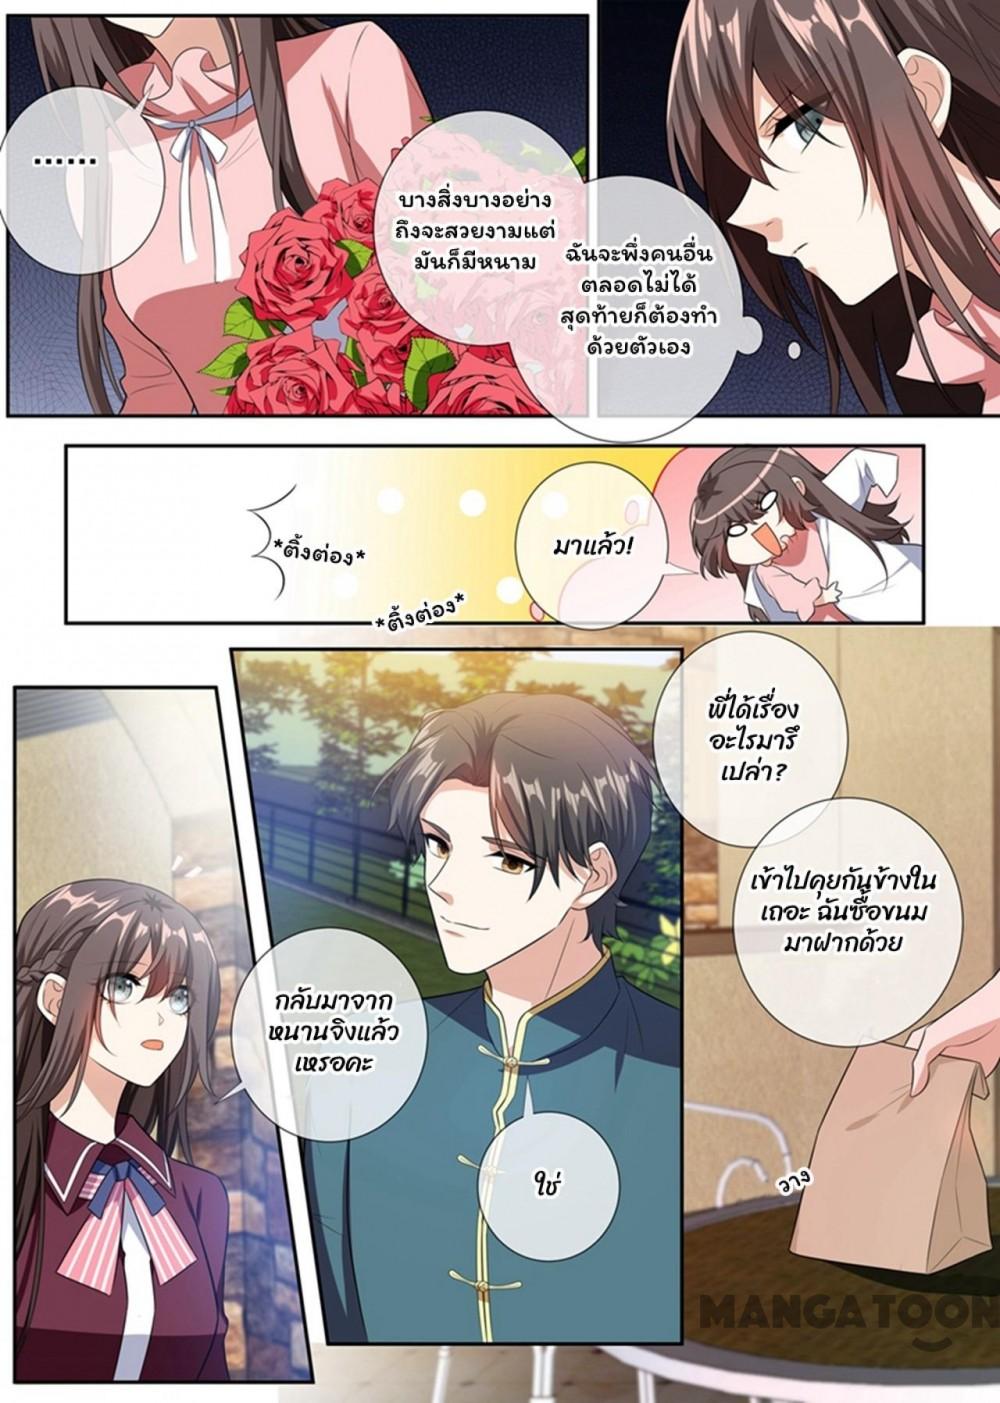 ......
บางสิ่งบางอย่าง
ถึงจะสวยงามแต่
มันก็มีหนาม
ฉันจะพึ่งคนอื่น
ตลอดไม่ได้
สุดท้ายก็ต้องทำ
ด้วยตัวเอง
*ติ้งต่อง*
*ติ้งต่อง*
มาแล้ว!
พี่ได้เรื่อง
อะไรมารึ
เปล่า?
เข้าไปคุยกันข้างใน
เถอะ ฉันซื้อขนม
มาฝากด้วย
กลับมาจาก
หนานจิงแล้ว
เหรอคะ
ใช่
วาง
MANGATOON